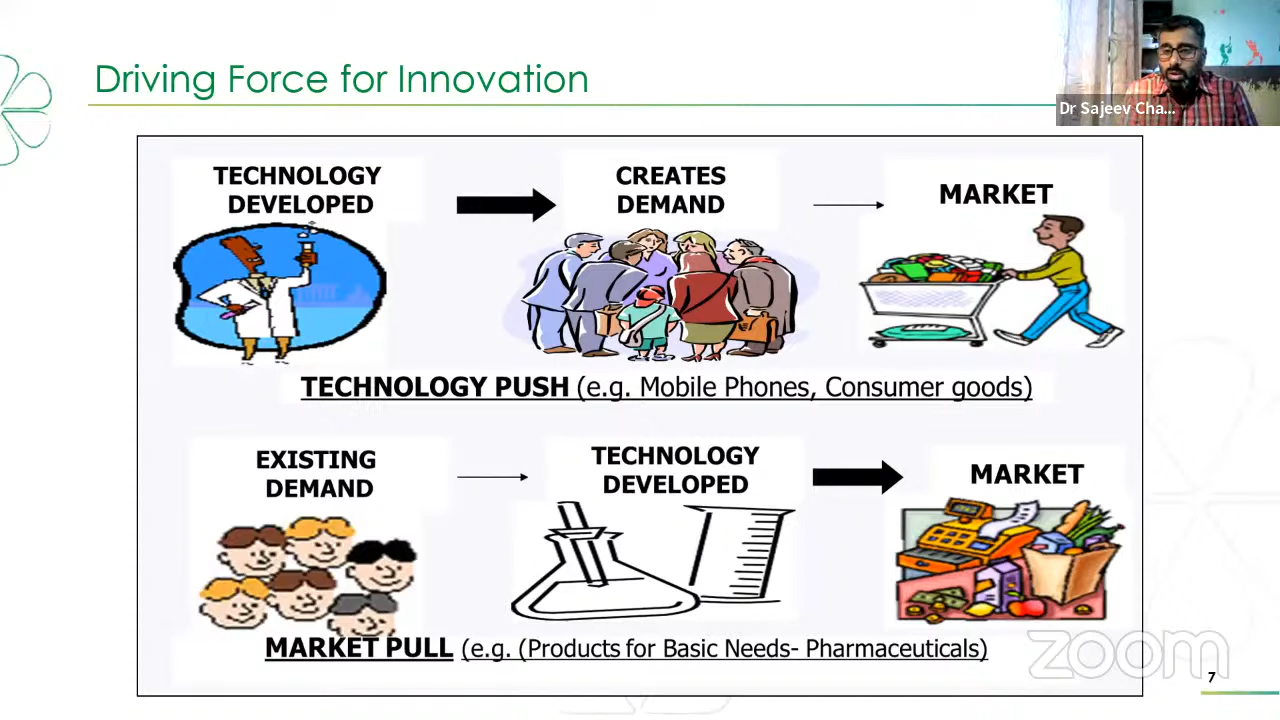 Driving Force for Innovation
Dr Sajeev Cha...
TECHNOLOGY
DEVELOPED
CREATES
DEMAND
MARKET
TECHNOLOGY PUSH (e.g. Mobile Phones, Consumer goods)
EXISTING
DEMAND
TECHNOLOGY
DEVELOPED
MARKET
MARKET PULL (e.g. (Products for Basic Needs- Pharmaceuticals)
zoom
7